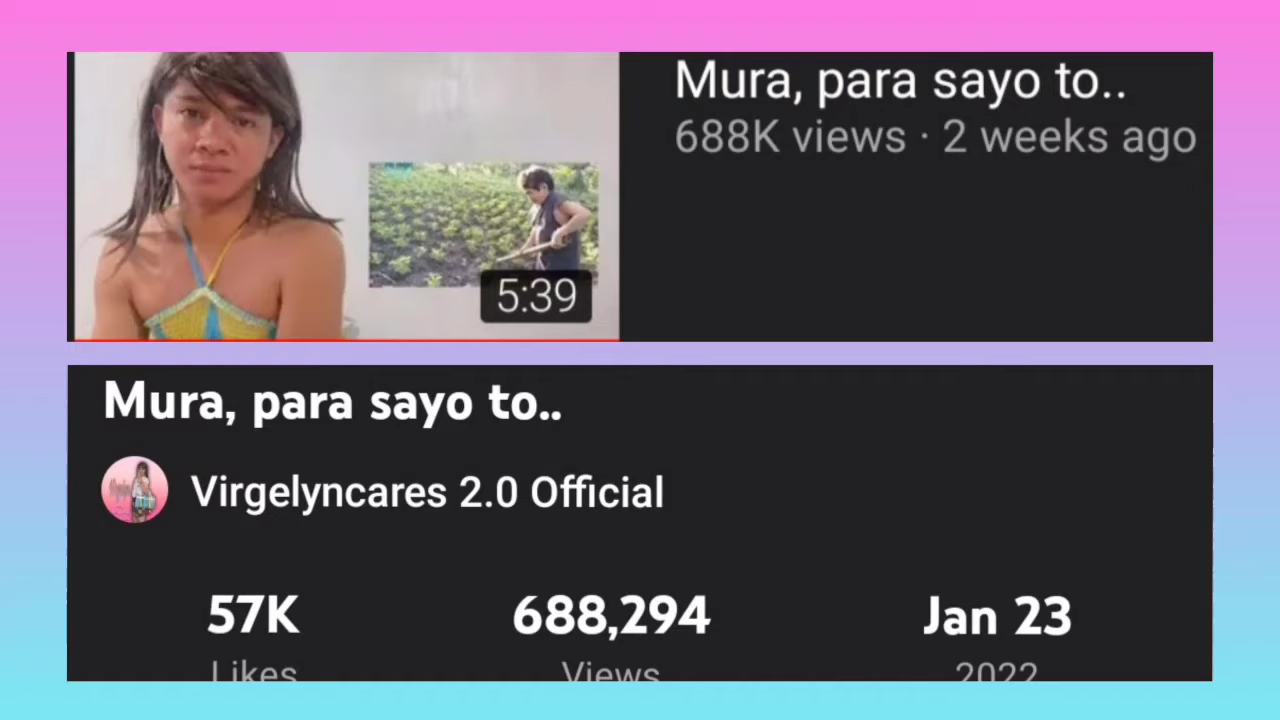 Mura, para sayo to..
688K views · 2 weeks ago
5:39
Mura, para sayo to..
Virgelyncares 2.0 Official
57K 688,294 Jan 23
Likes Views 2022